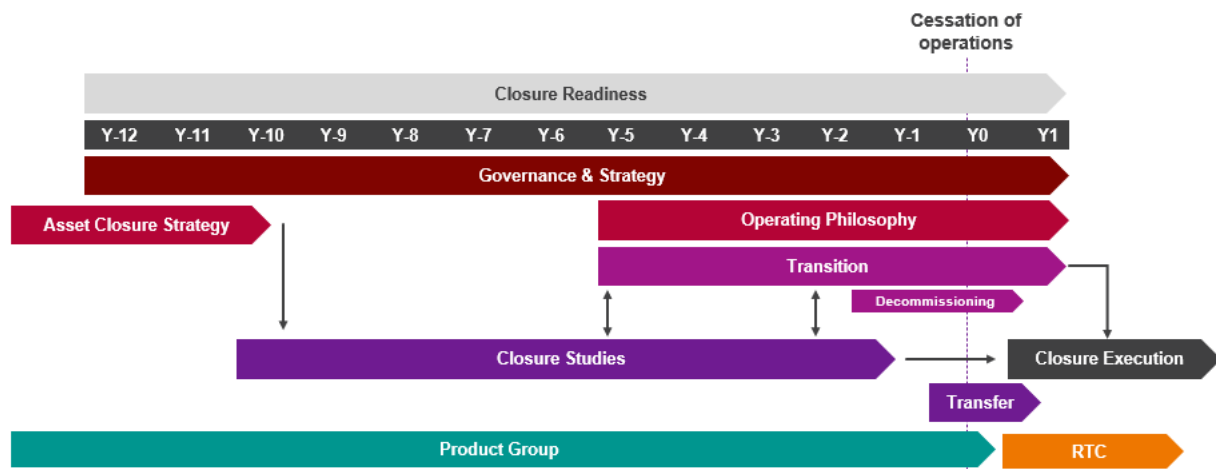 Cessation of
operations
Closure Readiness
Y-12 Y-11 Y-10 Y-9 Y-8 Y-7 Y-6 Y-5 Y-4 Y-3 Y-2 Y-1 Y0 Y1
Governance & Strategy
Asset Closure Strategy
Operating Philosophy
Transition
Decommissioning
Closure Studies
Closure Execution
Transfer
Product Group
RTC